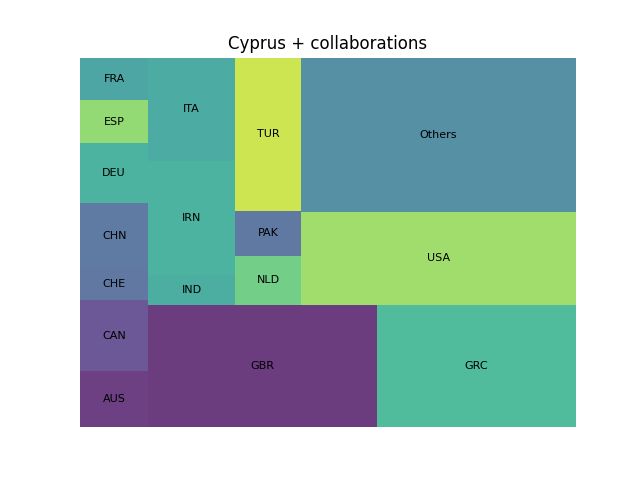 Cyprus + collaborations
FRA
ESP
DEU
CHN
CHE
CAN
AUS
ITA
IRN
IND
TUR
PAK
NLD
Others
USA
GBR
GRC